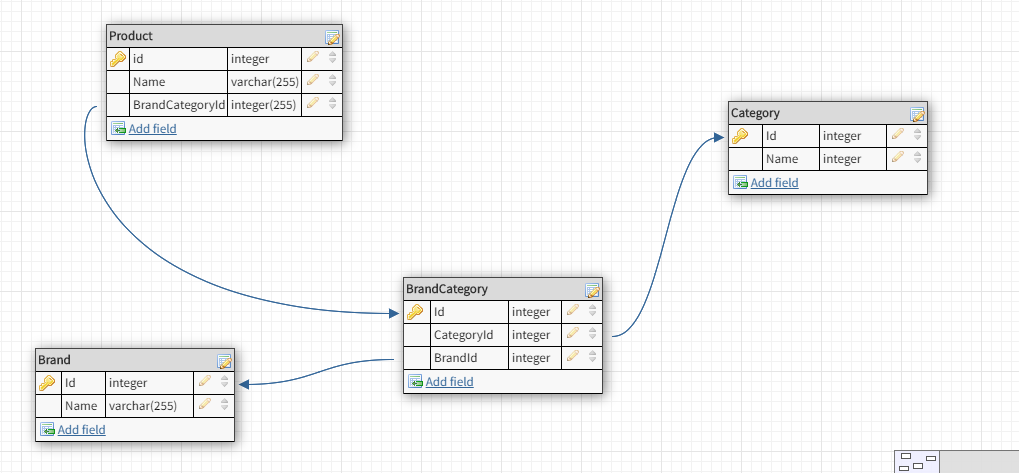 Product
id integer
Name varchar(255)
BrandCategoryId integer(255)
Add field
Category
Id integer
Name integer
Add field
BrandCategory
Id integer
CategoryId integer
BrandId integer
Add field
Brand
Id integer
Name varchar(255)
Add field